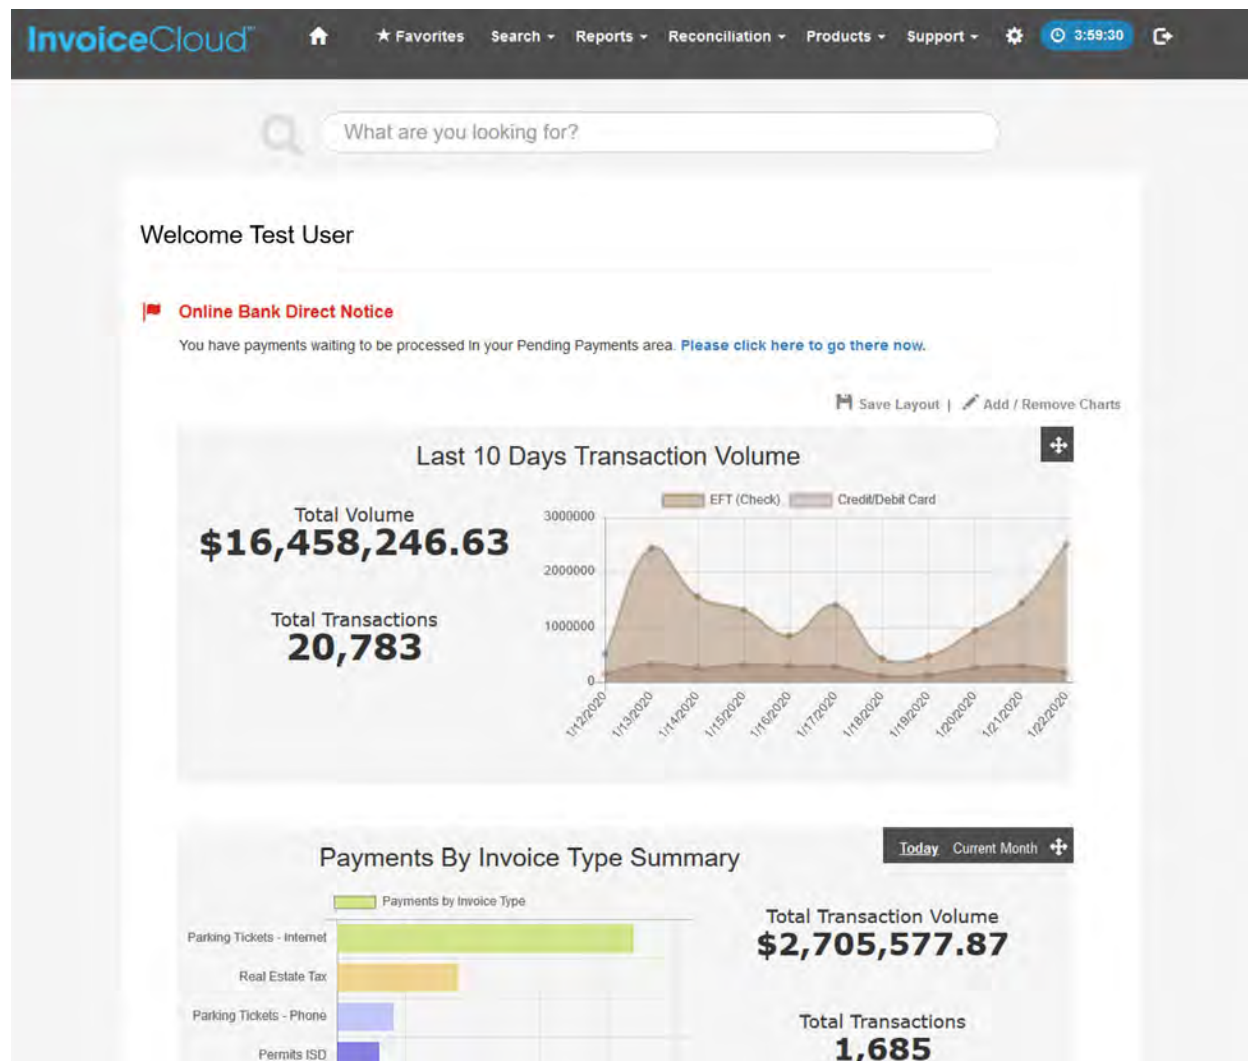 InvoiceCloud
Favorites Search Reports Reconciliation Products Support 3:59:30
What are you looking for?
Welcome Test User
Online Bank Direct Notice
You have payments waiting to be processed in your Pending Payments area. Please click here to go there now.
Save Layout | Add / Remove Charts
Last 10 Days Transaction Volume
EFT (Check) Credit/Debit Card
Total Volume
$16,458,246.63
Total Transactions
20,783
3000000
2000000
1000000
0
1/12/2020 1/13/2020 1/14/2020 1/15/2020 1/16/2020 1/17/2020 1/18/2020 1/19/2020 1/20/2020 1/21/2020 1/22/2020
Today Current Month
Payments By Invoice Type Summary
Payments by Invoice Type
Parking Tickets - Internet
Real Estate Tax
Parking Tickets - Phone
Permits ISD
Total Transaction Volume
$2,705,577.87
Total Transactions
1,685